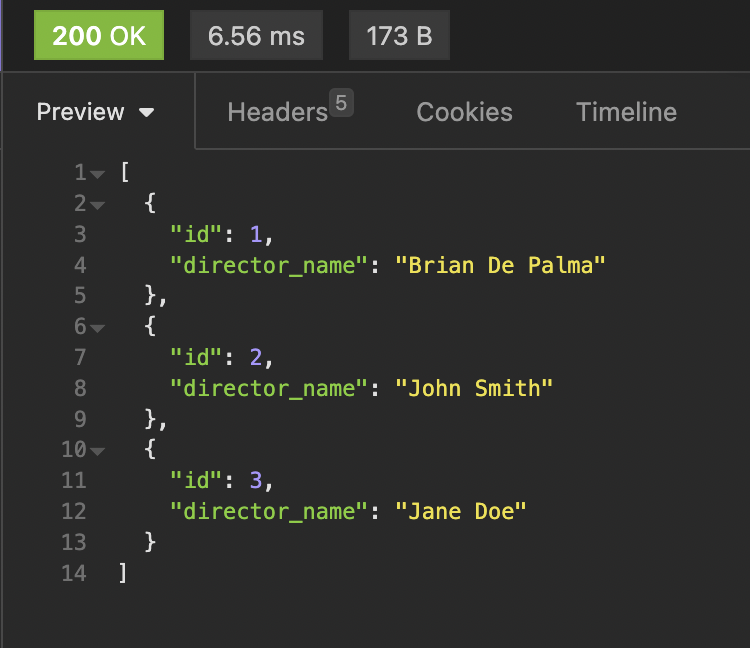 200 OK 6.56 ms 173 B
Preview Headers 5 Cookies Timeline
1 [
2 {
3 "id": 1,
4 "director_name": "Brian De Palma"
5 },
6 {
7 "id": 2,
8 "director_name": "John Smith"
9 },
10 {
11 "id": 3,
12 "director_name": "Jane Doe"
13 }
14 ]